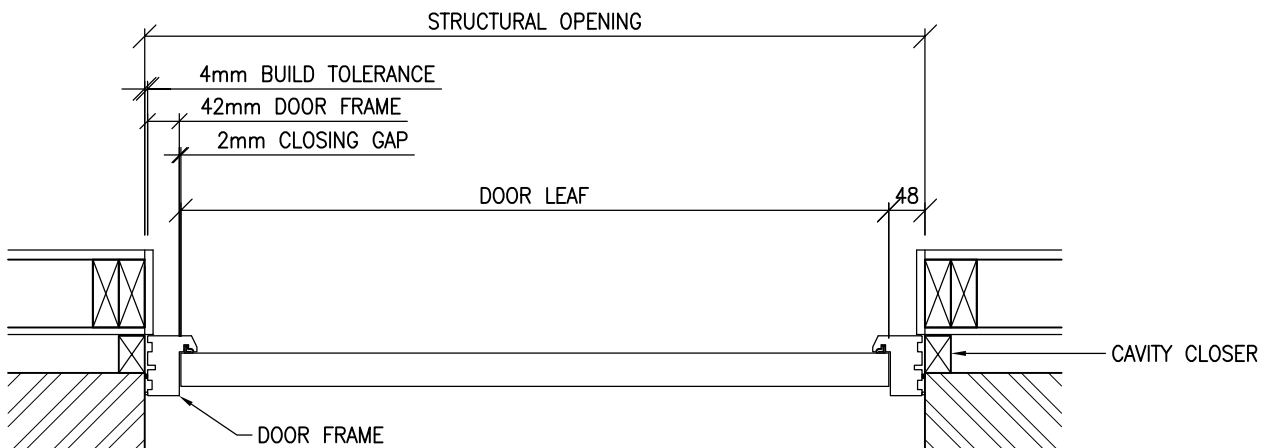 STRUCTURAL OPENING
4mm BUILD TOLERANCE
42mm DOOR FRAME
2mm CLOSING GAP
DOOR LEAF
48
CAVITY CLOSER
DOOR FRAME